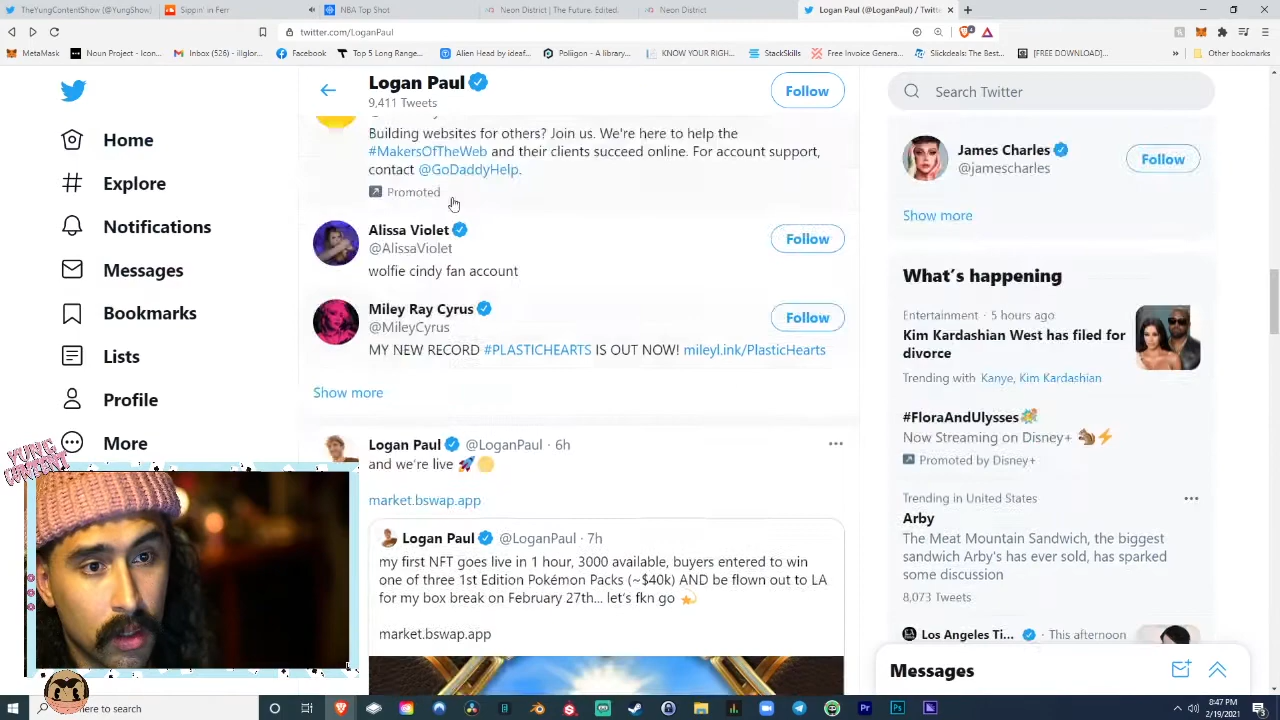 TheYungContentShow (@YungShow)
Sippin' in Ferr
NBA Top Shot
Neon District | The Future. Edited.
Neon District
Logan Paul (@LoganPaul) / Twitter
twitter.com/LoganPaul
MetaMask
Noun Project - Icon...
Inbox (526) — illglor...
Facebook
Top 5 Long Range...
Alien Head by ideaf...
Poliigon - A library...
KNOW YOUR RIGH...
StackSkills
Free Invoice Genera...
Slickdeals: The Best...
[FREE DOWNLOAD]...
Other bookmarks
Home
Explore
Notifications
Messages
Bookmarks
Lists
Profile
More
Logan Paul
9,411 Tweets
Follow
Building websites for others? Join us. We're here to help the
#MakersOfTheWeb and their clients succeed online. For account support,
contact @GoDaddyHelp.
Promoted
Alissa Violet
@AlissaViolet
Follow
wolfie cindy fan account
Miley Ray Cyrus
@MileyCyrus
Follow
MY NEW RECORD #PLASTICHEARTS IS OUT NOW! mileyl.ink/PlasticHearts
Show more
Logan Paul @LoganPaul · 6h
and we're live 🚀🌕
market.bswap.app
Logan Paul @LoganPaul · 7h
my first NFT goes live in 1 hour, 3000 available, buyers entered to win
one of three 1st Edition Pokémon Packs (~$40k) AND be flown out to LA
for my box break on February 27th... let's fkn go 💫
market.bswap.app
Search Twitter
James Charles
@jamescharles
Follow
Show more
What's happening
Entertainment · 5 hours ago
Kim Kardashian West has filed for
divorce
Trending with Kanye, Kim Kardashian
#FloraAndUlysses
Now Streaming on Disney+ 🐿⚡
Promoted by Disney+
Trending in United States
Arby
The Meat Mountain Sandwich, the biggest
sandwich Arby's has ever sold, has sparked
some discussion
8,073 Tweets
Los Angeles Ti... · This afternoon
Messages
here to search
8:47 PM
2/19/2021